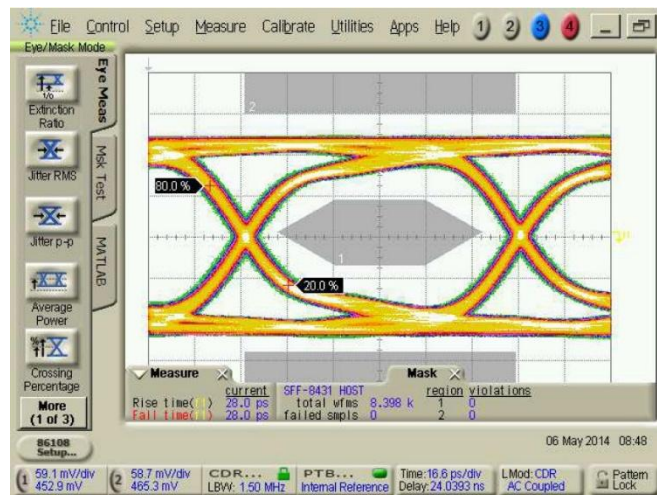 File Control Setup Measure Calibrate Utilities Apps Help 1 2 3 4
Eye/Mask Mode
Eye Meas
Msk Test
MATLAB
Extinction
Ratio
Jitter RMS
Jitter p-p
Average
Power
Crossing
Percentage
More
(1 of 3)
2
80.0 %
1
20.0 %
Measure
Mask
current
Rise time(f1) 28.0 ps
Fall time(f1) 28.0 ps
SFF-8431 HOST
region violations
total wfms 8.398 k 1 0
failed smpls 0 2 0
86108
Setup...
06 May 2014 08:48
1 59.1 mV/div
452.9 mV
2 58.7 mV/div
465.3 mV
CDR...
LBW: 1.50 MHz
PTB...
Internal Reference
Time:16.6 ps/div
Delay:24.0393 ns
LMod: CDR
AC Coupled
Pattern
Lock